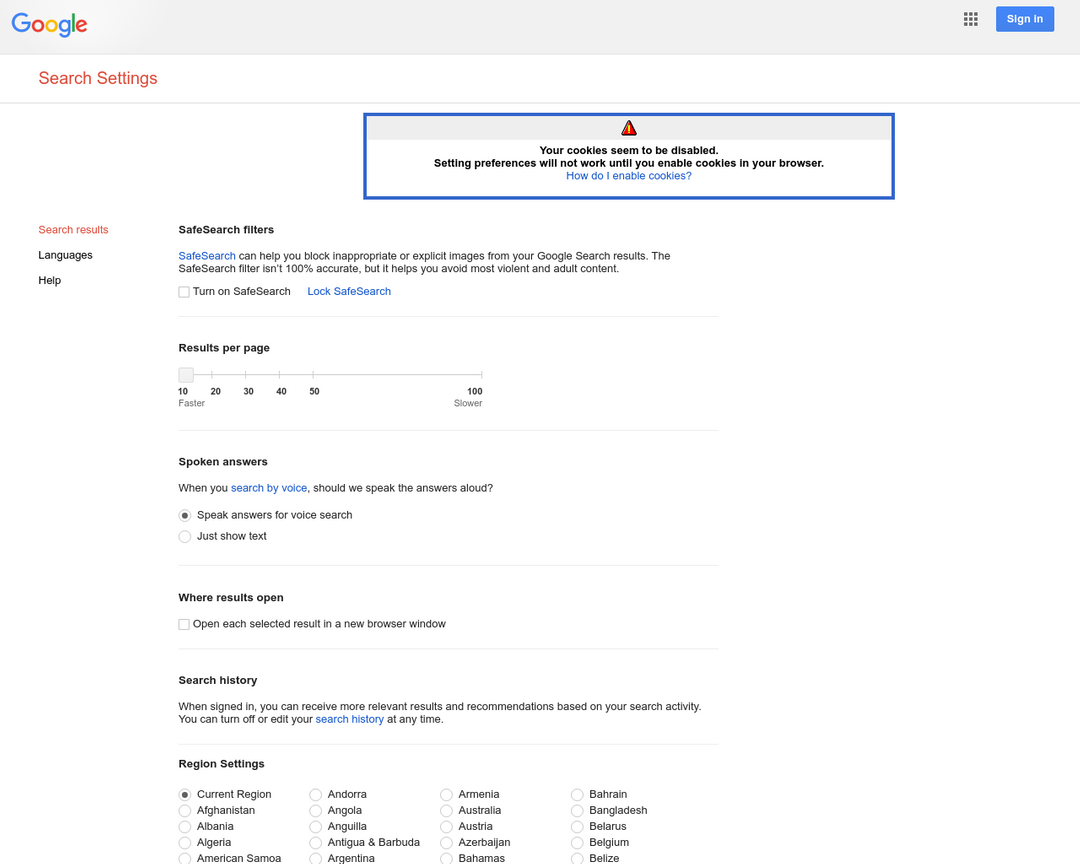 Google
Sign in
Search Settings
Your cookies seem to be disabled.
Setting preferences will not work until you enable cookies in your browser.
How do I enable cookies?
Search results
Languages
Help
SafeSearch filters
SafeSearch can help you block inappropriate or explicit images from your Google Search results. The
SafeSearch filter isn't 100% accurate, but it helps you avoid most violent and adult content.
Turn on SafeSearch Lock SafeSearch
Results per page
10 20 30 40 50 100
Faster Slower
Spoken answers
When you search by voice, should we speak the answers aloud?
Speak answers for voice search
Just show text
Where results open
Open each selected result in a new browser window
Search history
When signed in, you can receive more relevant results and recommendations based on your search activity.
You can turn off or edit your search history at any time.
Region Settings
Current Region Andorra Armenia Bahrain
Afghanistan Angola Australia Bangladesh
Albania Anguilla Austria Belarus
Algeria Antigua & Barbuda Azerbaijan Belgium
American Samoa Argentina Bahamas Belize